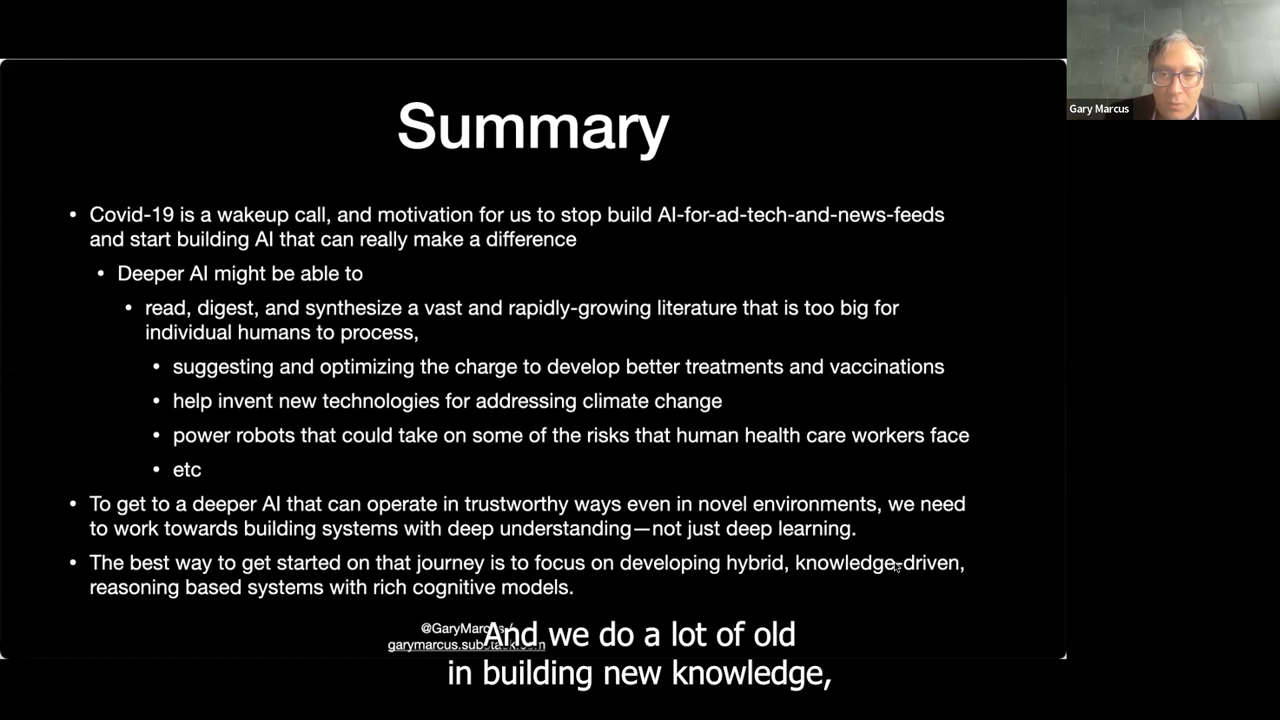 Gary Marcus
Summary
• Covid-19 is a wakeup call, and motivation for us to stop build AI-for-ad-tech-and-news-feeds
and start building AI that can really make a difference
• Deeper AI might be able to
• read, digest, and synthesize a vast and rapidly-growing literature that is too big for
individual humans to process,
• suggesting and optimizing the charge to develop better treatments and vaccinations
• help invent new technologies for addressing climate change
• power robots that could take on some of the risks that human health care workers face
• etc
• To get to a deeper AI that can operate in trustworthy ways even in novel environments, we need
to work towards building systems with deep understanding—not just deep learning.
• The best way to get started on that journey is to focus on developing hybrid, knowledge-driven,
reasoning based systems with rich cognitive models.
@GaryMarcus /
garymarcus.substack.com
And we do a lot of old
in building new knowledge,